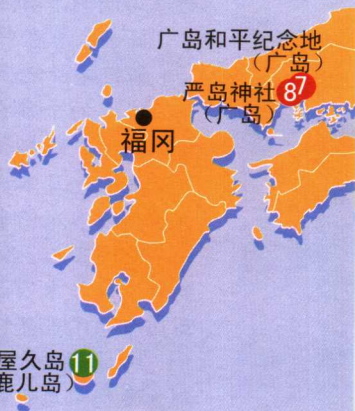 广岛和平纪念地
（广岛）
严岛神社 8 7
（广岛）
福冈
屋久岛 11
鹿儿岛）